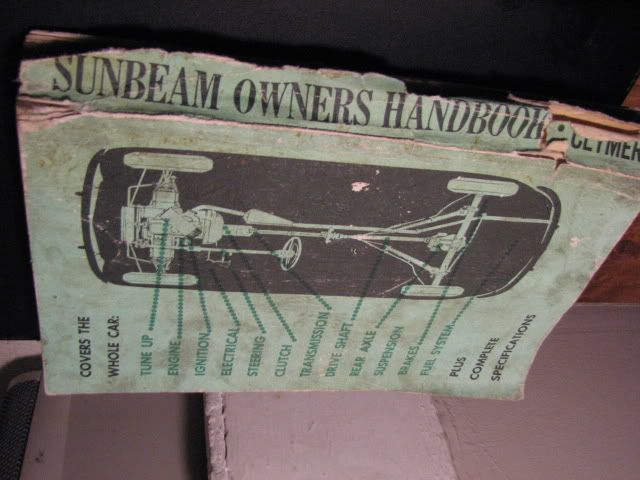 SUNBEAM OWNERS HANDBOOK • CLYMER
COVERS THE
WHOLE CAR:
TUNE UP
ENGINE
IGNITION
ELECTRICAL
STEERING
CLUTCH
TRANSMISSION
DRIVE SHAFT
REAR AXLE
SUSPENSION
BRAKES
FUEL SYSTEM
PLUS
COMPLETE
SPECIFICATIONS